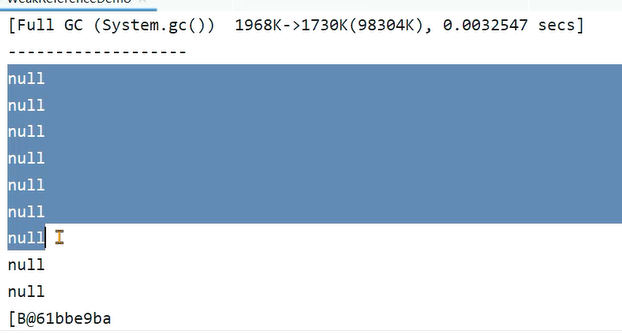 WeakReferenceDemo
[Full GC (System.gc())  1968K->1730K(98304K), 0.0032547 secs]
-------------------
null
null
null
null
null
null
null
null
null
[B@61bbe9ba